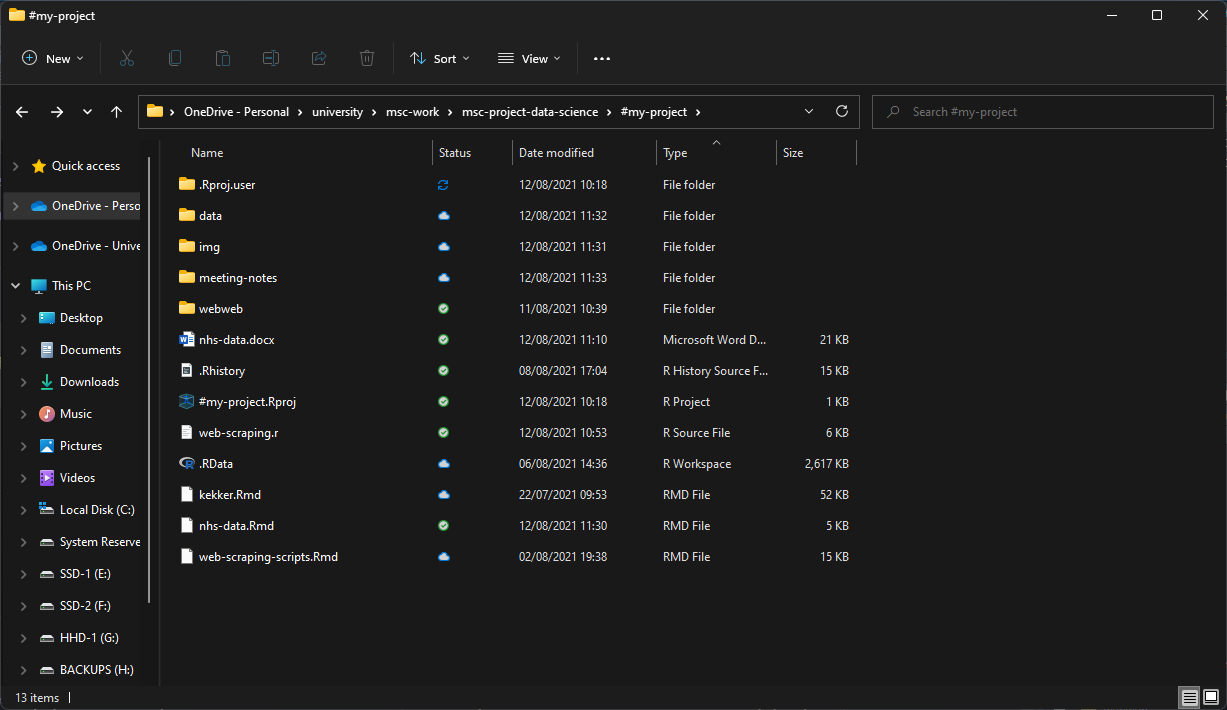 #my-project
New Sort View
OneDrive - Personal university msc-work msc-project-data-science #my-project Search #my-project
Quick access
OneDrive - Perso
OneDrive - Unive
This PC
Desktop
Documents
Downloads
Music
Pictures
Videos
Local Disk (C:)
System Reserve
SSD-1 (E:)
SSD-2 (F:)
HHD-1 (G:)
BACKUPS (H:)
Name Status Date modified Type Size
.Rproj.user 12/08/2021 10:18 File folder
data 12/08/2021 11:32 File folder
img 12/08/2021 11:31 File folder
meeting-notes 12/08/2021 11:33 File folder
webweb 11/08/2021 10:39 File folder
nhs-data.docx 12/08/2021 11:10 Microsoft Word D... 21 KB
.Rhistory 08/08/2021 17:04 R History Source F... 15 KB
#my-project.Rproj 12/08/2021 10:18 R Project 1 KB
web-scraping.r 12/08/2021 10:53 R Source File 6 KB
.RData 06/08/2021 14:36 R Workspace 2,617 KB
kekker.Rmd 22/07/2021 09:53 RMD File 52 KB
nhs-data.Rmd 12/08/2021 11:30 RMD File 5 KB
web-scraping-scripts.Rmd 02/08/2021 19:38 RMD File 15 KB
13 items